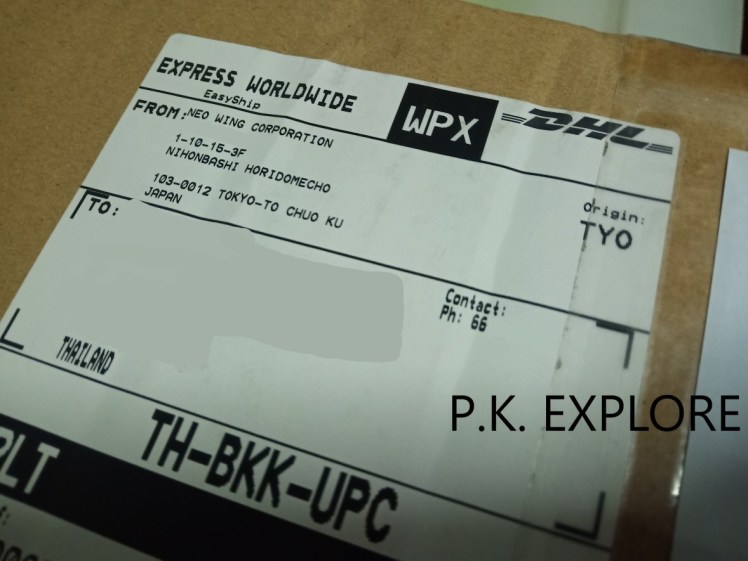 EXPRESS WORLDWIDE
EasyShip
WPX
DHL
FROM: NEO WING CORPORATION
1-10-15-3F
NIHONBASHI HORIDOMECHO
103-0012 TOKYO-TO CHUO KU
JAPAN
Origin:
TYO
TO:
Contact:
Ph: 66
THAILAND
P.K. EXPLORE
TH-BKK-UPC